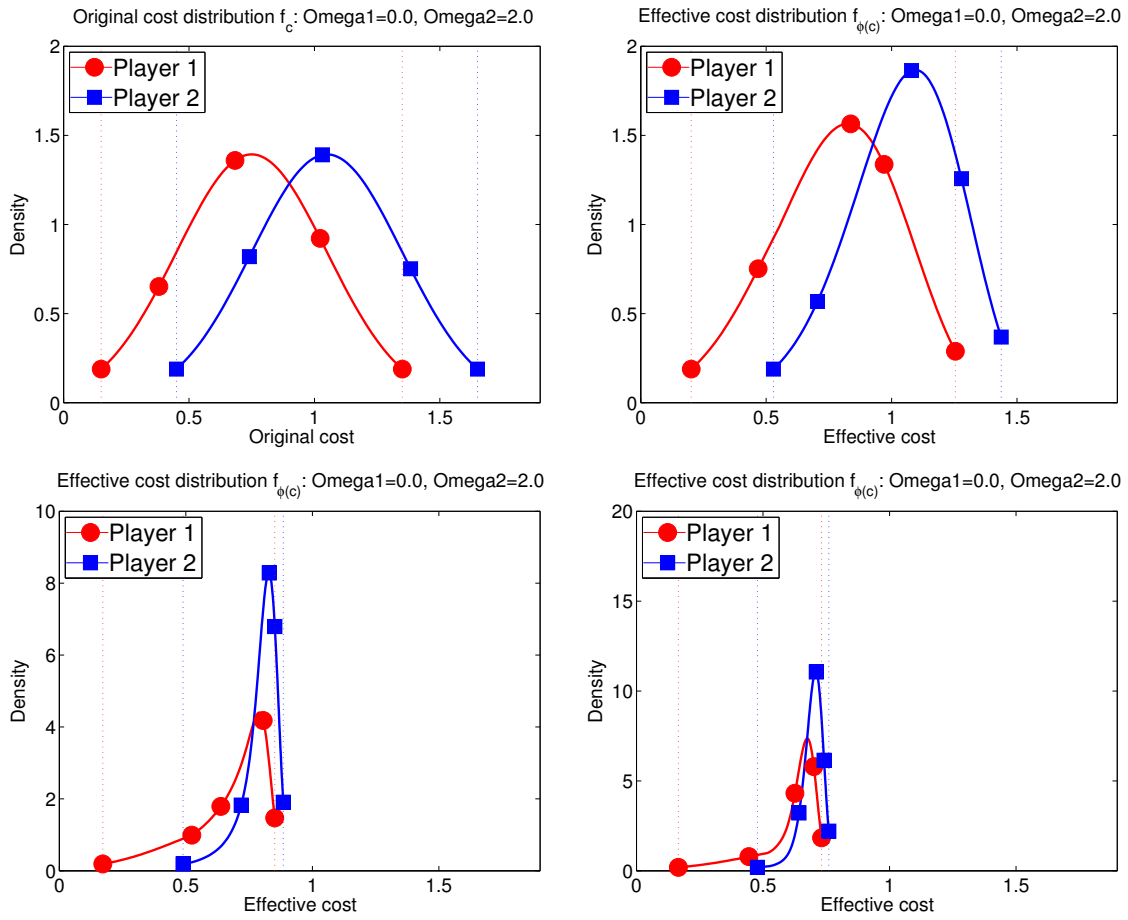 Original cost distribution f_c: Omega1=0.0, Omega2=2.0
2
1.5
1
0.5
0
Density
Player 1
Player 2
0 0.5 1 1.5
Original cost
Effective cost distribution f_ϕ(c): Omega1=0.0, Omega2=2.0
2
1.5
1
0.5
0
Density
Player 1
Player 2
0 0.5 1 1.5
Effective cost
Effective cost distribution f_ϕ(c): Omega1=0.0, Omega2=2.0
10
8
6
4
2
0
Density
Player 1
Player 2
0 0.5 1 1.5
Effective cost
Effective cost distribution f_ϕ(c): Omega1=0.0, Omega2=2.0
20
15
10
5
0
Density
Player 1
Player 2
0 0.5 1 1.5
Effective cost